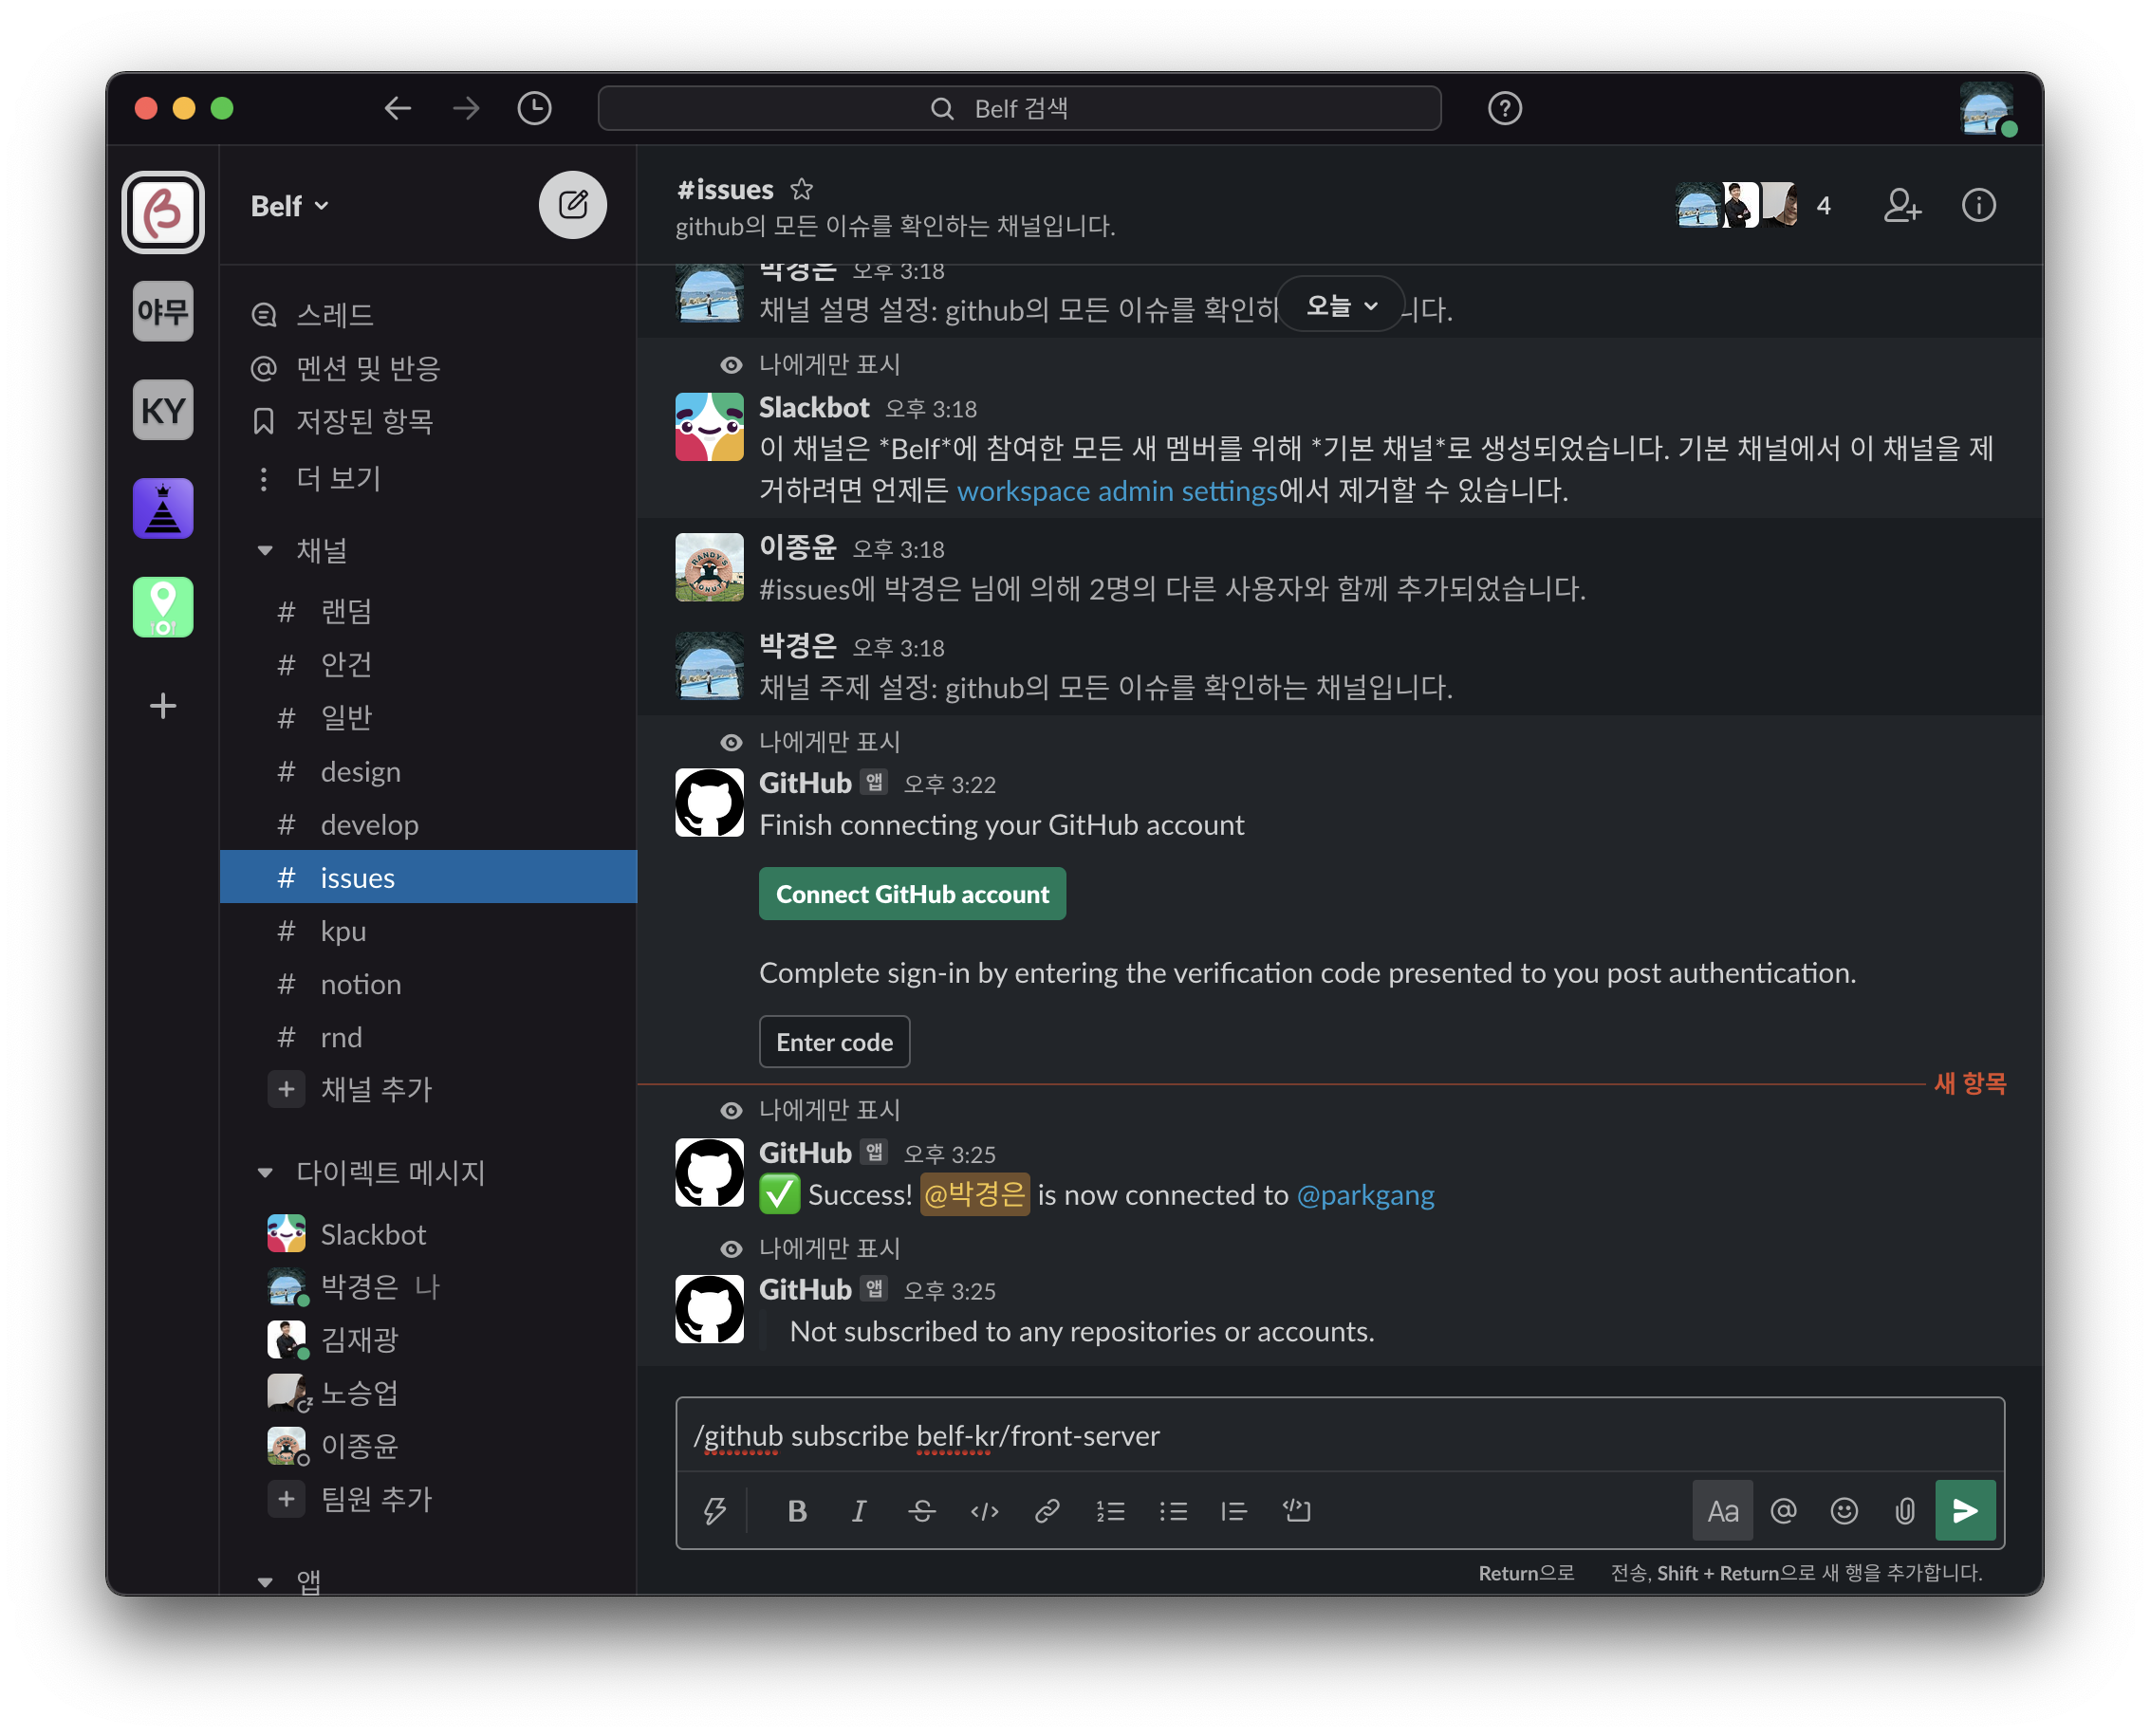 Belf 검색
야무
KY
Belf
스레드
멘션 및 반응
저장된 항목
더 보기
채널
# 랜덤
# 안건
# 일반
# design
# develop
# issues
# kpu
# notion
# rnd
채널 추가
다이렉트 메시지
Slackbot
박경은 나
김재광
노승업
이종윤
팀원 추가
앱
#issues
github의 모든 이슈를 확인하는 채널입니다.
4
박경은 오후 3:18
채널 설명 설정: github의 모든 이슈를 확인하 니다.
오늘
나에게만 표시
Slackbot 오후 3:18
이 채널은 *Belf*에 참여한 모든 새 멤버를 위해 *기본 채널*로 생성되었습니다. 기본 채널에서 이 채널을 제
거하려면 언제든 workspace admin settings에서 제거할 수 있습니다.
이종윤 오후 3:18
#issues에 박경은 님에 의해 2명의 다른 사용자와 함께 추가되었습니다.
박경은 오후 3:18
채널 주제 설정: github의 모든 이슈를 확인하는 채널입니다.
나에게만 표시
GitHub 앱 오후 3:22
Finish connecting your GitHub account
Connect GitHub account
Complete sign-in by entering the verification code presented to you post authentication.
Enter code
새 항목
나에게만 표시
GitHub 앱 오후 3:25
Success! @박경은 is now connected to @parkgang
나에게만 표시
GitHub 앱 오후 3:25
Not subscribed to any repositories or accounts.
/github subscribe belf-kr/front-server
Aa
Return으로 전송, Shift + Return으로 새 행을 추가합니다.